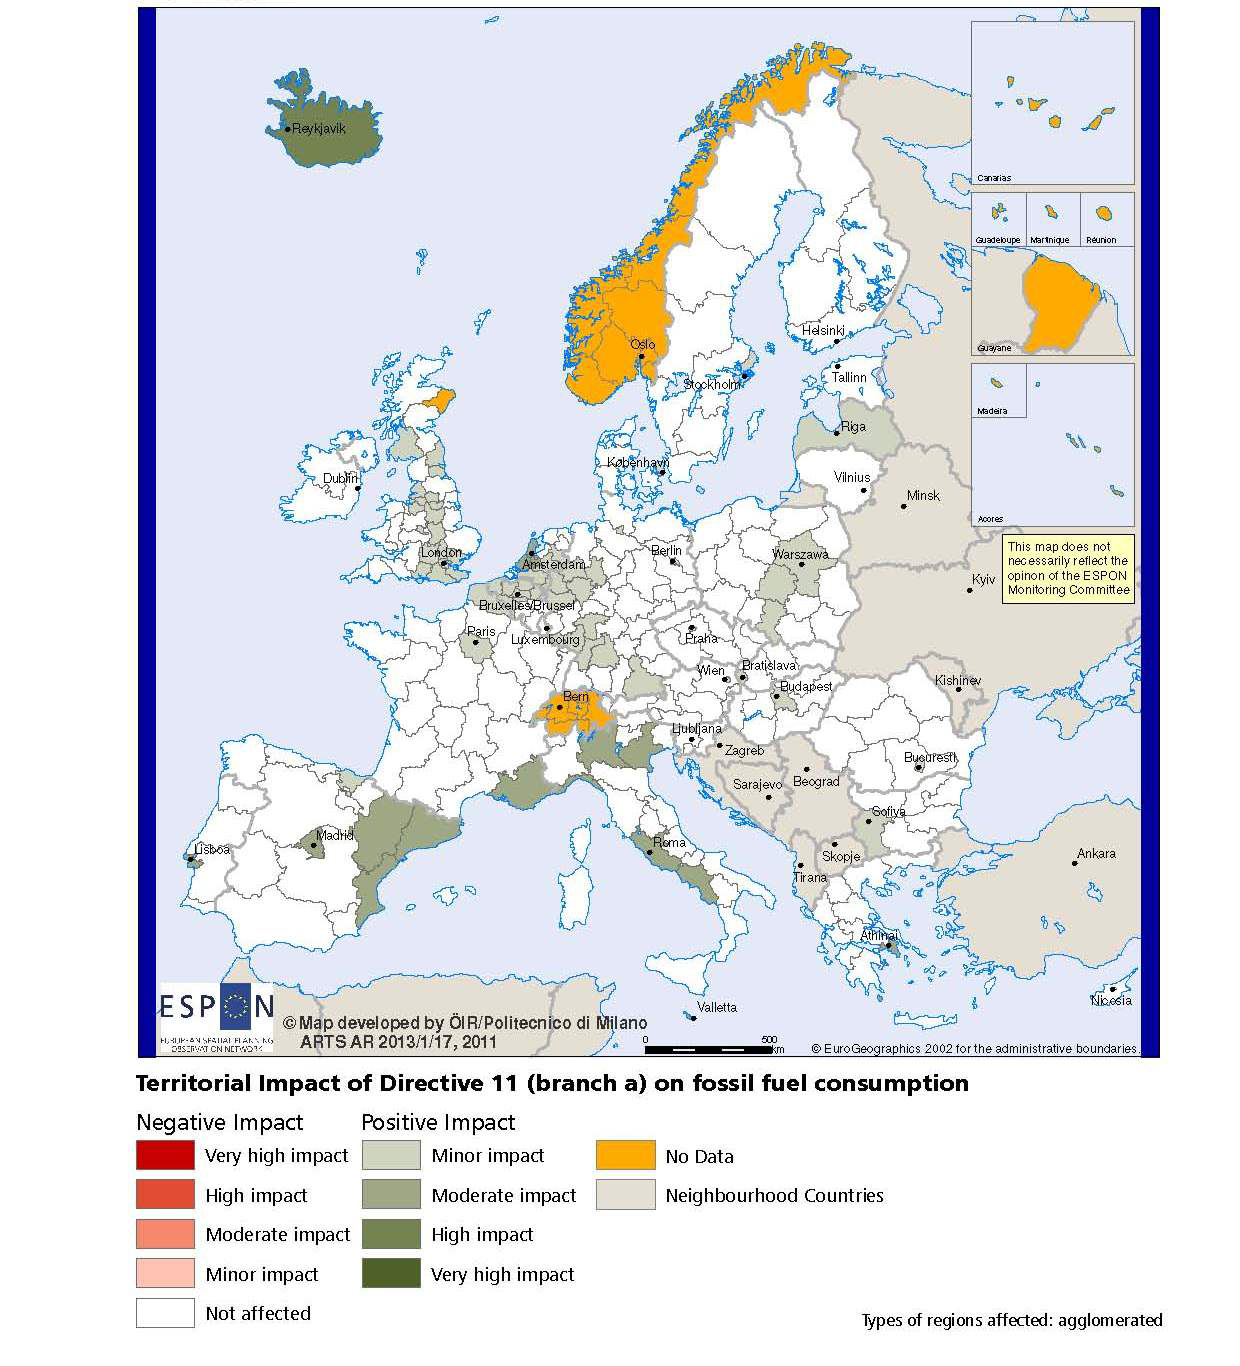 Reykjavik
Canarias
Guadeloupe
Martinique
Réunion
Guayane
Madeira
Acores
Oslo
Helsinki
Stockholm
Tallinn
Riga
København
Vilnius
Minsk
Dublin
London
Amsterdam
Berlin
Warszawa
This map does not
necessarily reflect the
opinon of the ESPON
Monitoring Committee
Kyiv
Bruxelles/Brussel
Paris
Luxembourg
Praha
Wien
Bratislava
Budapest
Kishinev
Bern
Ljubljana
Zagreb
Bucuresti
Sarajevo
Beograd
Sofiya
Madrid
Lisboa
Roma
Skopje
Tirana
Ankara
Athinai
Nicosia
Valletta
ESPON
EUROPEAN SPATIAL PLANNING
OBSERVATION NETWORK
© Map developed by ÖIR/Politecnico di Milano
ARTS AR 2013/1/17, 2011
0 500
km
© EuroGeographics 2002 for the administrative boundaries.
Territorial Impact of Directive 11 (branch a) on fossil fuel consumption
Negative Impact
Very high impact
High impact
Moderate impact
Minor impact
Not affected
Positive Impact
Minor impact
Moderate impact
High impact
Very high impact
No Data
Neighbourhood Countries
Types of regions affected: agglomerated